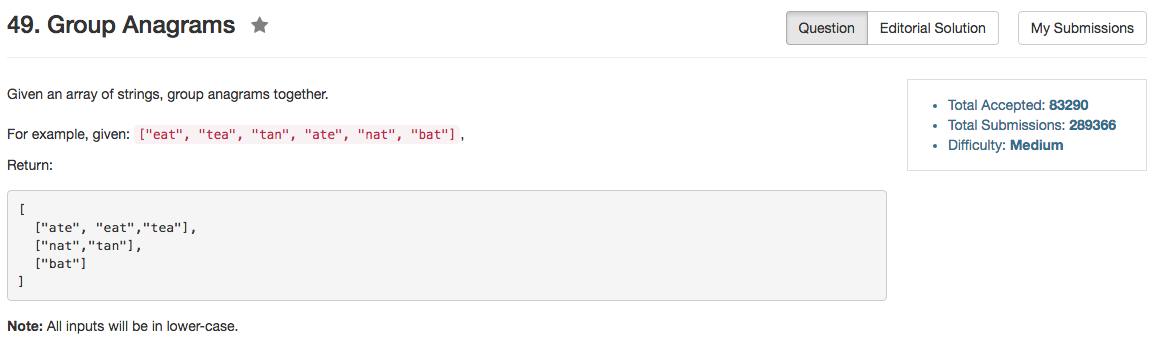 49. Group Anagrams
Question
Editorial Solution
My Submissions
Given an array of strings, group anagrams together.
For example, given: ["eat", "tea", "tan", "ate", "nat", "bat"],
Return:
[
  ["ate", "eat","tea"],
  ["nat","tan"],
  ["bat"]
]
Note: All inputs will be in lower-case.
• Total Accepted: 83290
• Total Submissions: 289366
• Difficulty: Medium